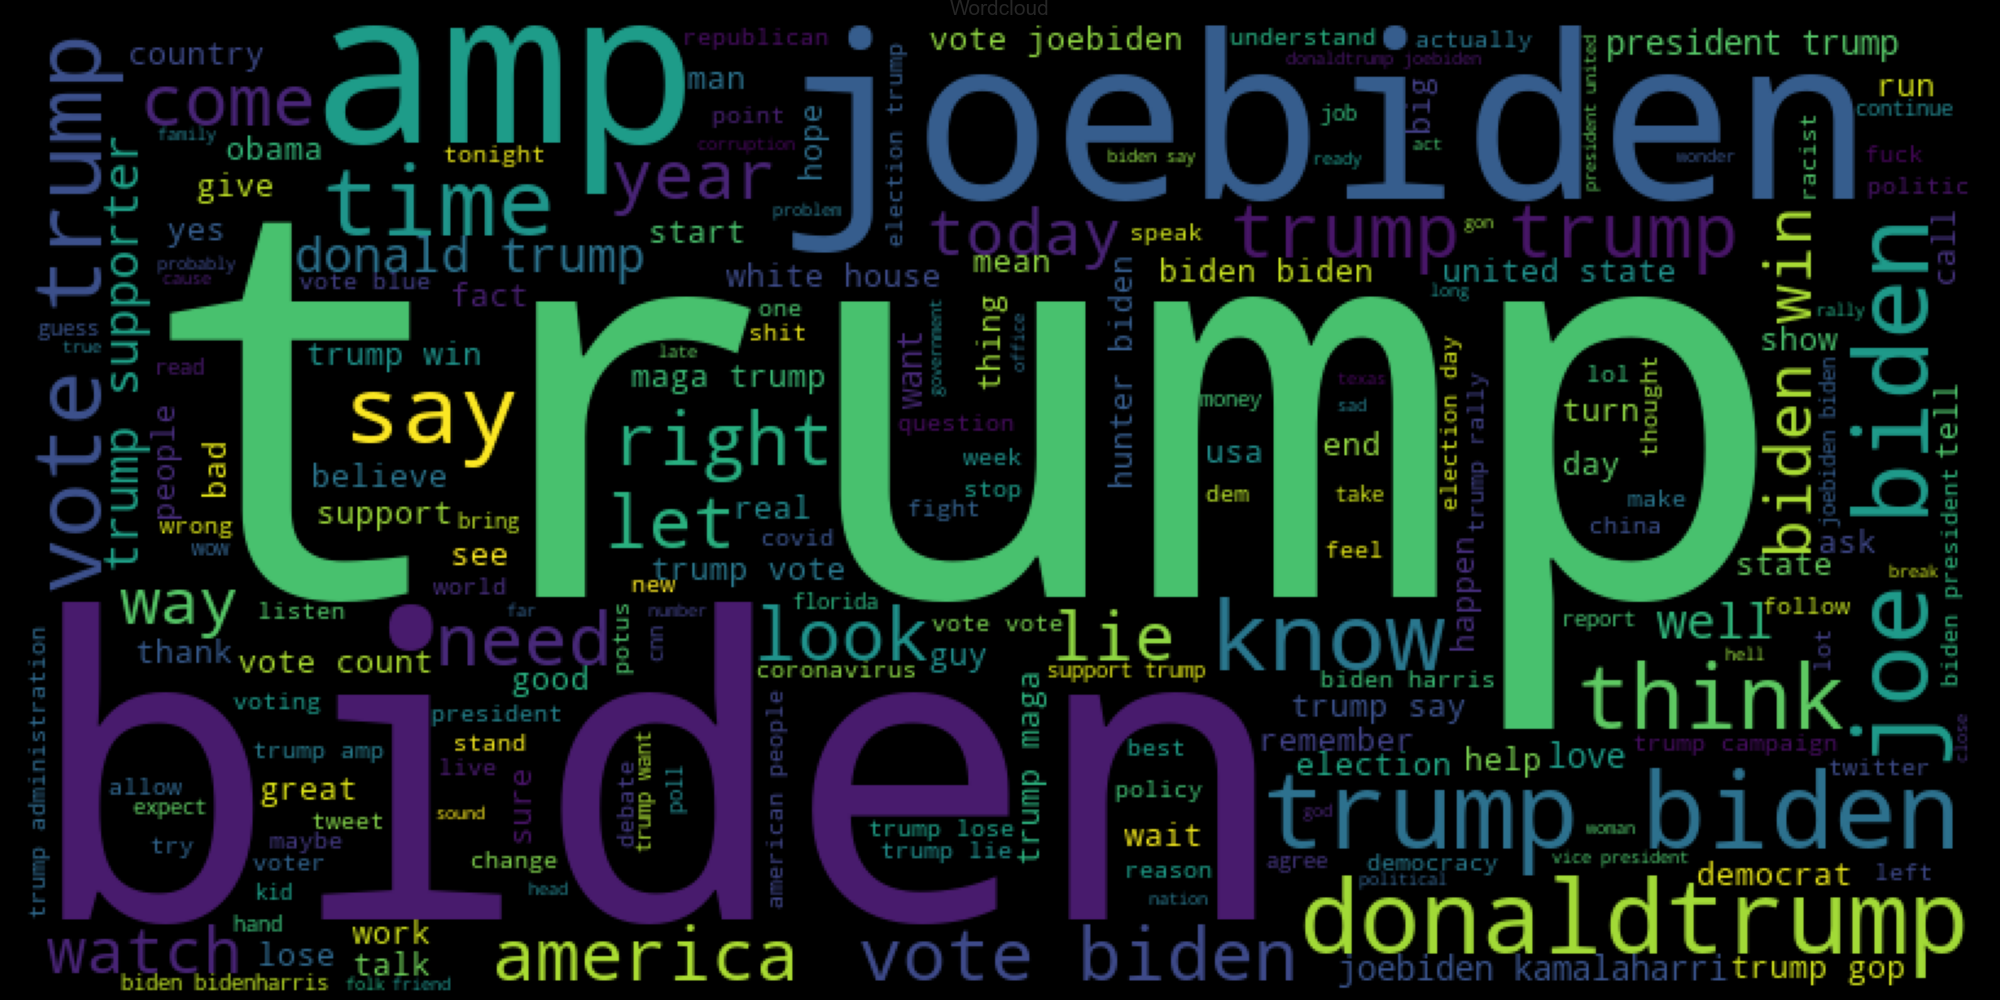 Wordcloud
trump
biden
joebiden
amp
donaldtrump
trump biden
joe biden
vote trump
vote biden
trump trump
say
time
come
year
today
right
let
need
look
lie
know
think
way
well
watch
america
biden win
trump supporter
donald trump
country
republican
man
point
corruption
family
obama
tonight
give
hope
election trump
problem
vote joebiden
understand
actually
donaldtrump joebiden
president united
president trump
run
continue
job
big
act
biden say
ready
wonder
racist
fuck
politic
yes
start
speak
gon
call
probably
cause
vote blue
fact
white house
mean
biden biden
united state
long
rally
guess
true
read
trump win
one
shit
late
maga trump
want
government
thing
office
hunter biden
texas
money
sad
election day
trump rally
lol
turn
thought
show
joebiden biden
biden president
tell
people
bad
believe
support
bring
wrong
wow
see
question
week
stop
fight
real
covid
trump vote
usa
end
dem
take
feel
day
make
china
ask
state
break
happen
world
new
far
number
florida
vote vote
listen
thank
vote count
good
potus
cnn
coronavirus
guy
support trump
biden harris
report
follow
hell
lot
trump say
remember
election
help
love
trump campaign
close
twitter
trump administration
voting
president
trump amp
stand
live
sure
allow
expect
great
tweet
maybe
try
voter
sound
change
head
kid
hand
debate
trump want
poll
american people
trump maga
trump lose
trump lie
best
policy
wait
reason
nation
god
woman
agree
democracy
political
vice president
democrat
left
lose
work
talk
biden bidenharris
folk friend
joebiden kamalaharri
trump gop